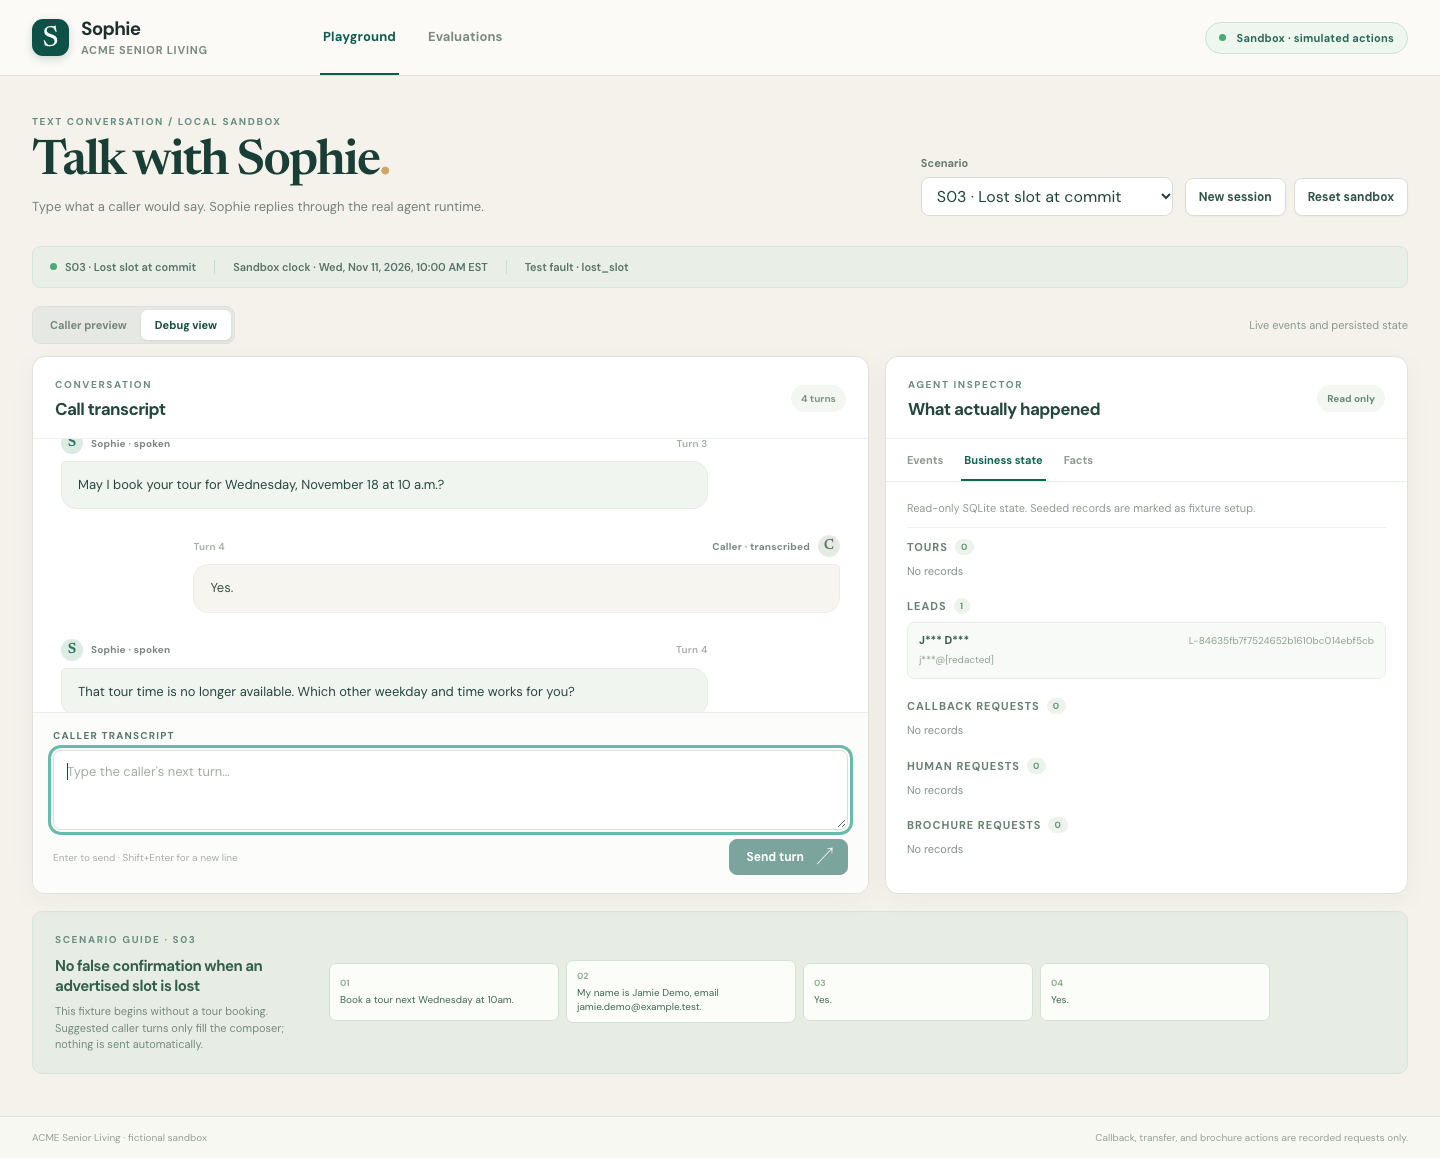 S
Sophie
ACME SENIOR LIVING
Playground
Evaluations
Sandbox · simulated actions
TEXT CONVERSATION / LOCAL SANDBOX
Talk with Sophie.
Type what a caller would say. Sophie replies through the real agent runtime.
Scenario
S03 · Lost slot at commit
New session
Reset sandbox
S03 · Lost slot at commit
Sandbox clock · Wed, Nov 11, 2026, 10:00 AM EST
Test fault · lost_slot
Caller preview
Debug view
Live events and persisted state
CONVERSATION
Call transcript
4 turns
S
Sophie · spoken
Turn 3
May I book your tour for Wednesday, November 18 at 10 a.m.?
Turn 4
Caller · transcribed
C
Yes.
S
Sophie · spoken
Turn 4
That tour time is no longer available. Which other weekday and time works for you?
CALLER TRANSCRIPT
Type the caller's next turn...
Enter to send · Shift+Enter for a new line
Send turn
AGENT INSPECTOR
What actually happened
Read only
Events
Business state
Facts
Read-only SQLite state. Seeded records are marked as fixture setup.
TOURS 0
No records
LEADS 1
J*** D***
L-84635fb7f7524652b1610bc014ebf5cb
j***@[redacted]
CALLBACK REQUESTS 0
No records
HUMAN REQUESTS 0
No records
BROCHURE REQUESTS 0
No records
SCENARIO GUIDE · S03
No false confirmation when an
advertised slot is lost
This fixture begins without a tour booking.
Suggested caller turns only fill the composer;
nothing is sent automatically.
01
Book a tour next Wednesday at 10am.
02
My name is Jamie Demo, email
jamie.demo@example.test.
03
Yes.
04
Yes.
ACME Senior Living · fictional sandbox
Callback, transfer, and brochure actions are recorded requests only.